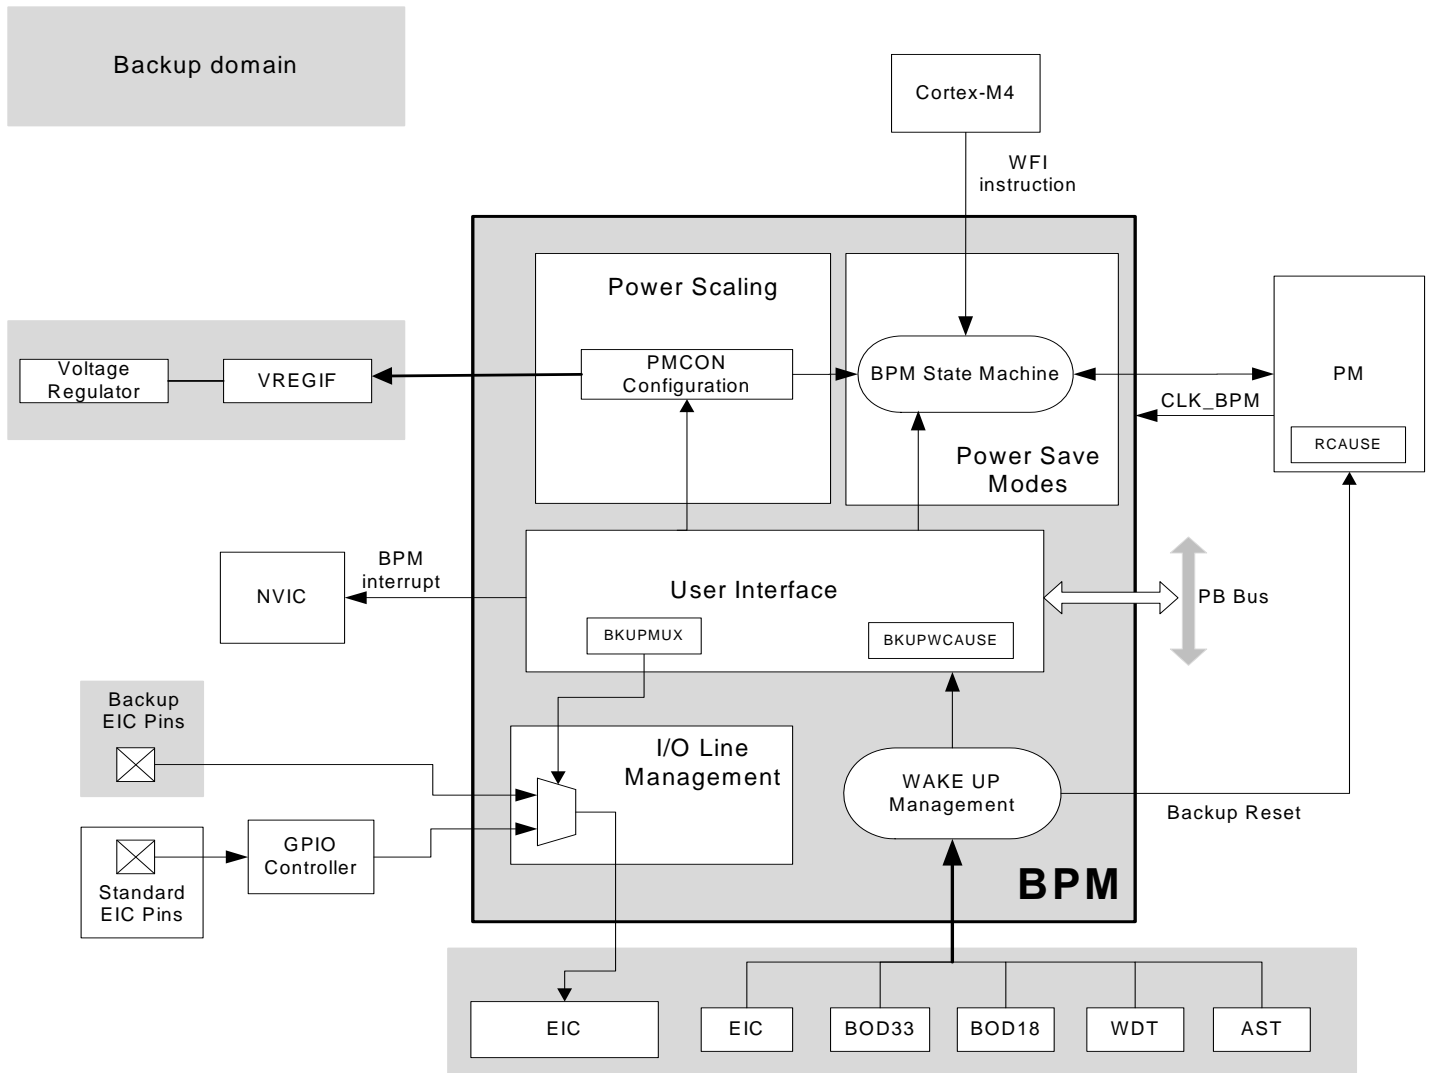 Backup domain
Cortex-M4
WFI
instruction
Power Scaling
Voltage
Regulator
VREGIF
PMCON
Configuration
BPM State Machine
PM
CLK_BPM
RCAUSE
Power Save
Modes
BPM
interrupt
NVIC
User Interface
PB Bus
BKUPMUX
BKUPWCAUSE
Backup
EIC Pins
I/O Line
Management
WAKE UP
Management
Backup Reset
GPIO
Controller
Standard
EIC Pins
BPM
EIC
EIC
BOD33
BOD18
WDT
AST